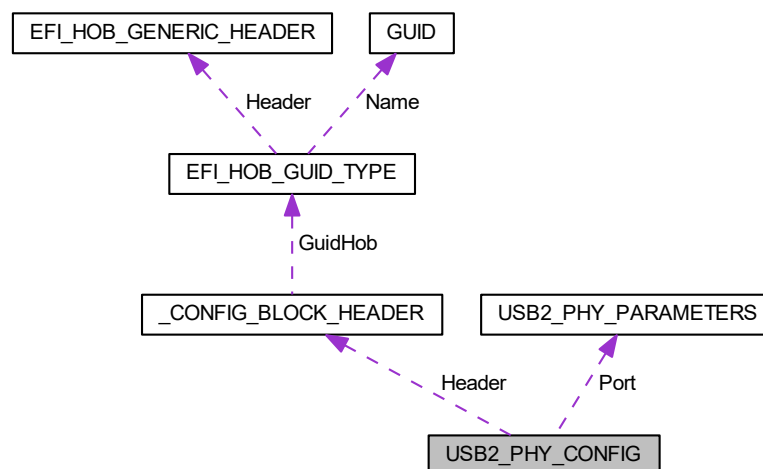 EFI_HOB_GENERIC_HEADER
GUID
Header
Name
EFI_HOB_GUID_TYPE
GuidHob
_CONFIG_BLOCK_HEADER
USB2_PHY_PARAMETERS
Header
Port
USB2_PHY_CONFIG